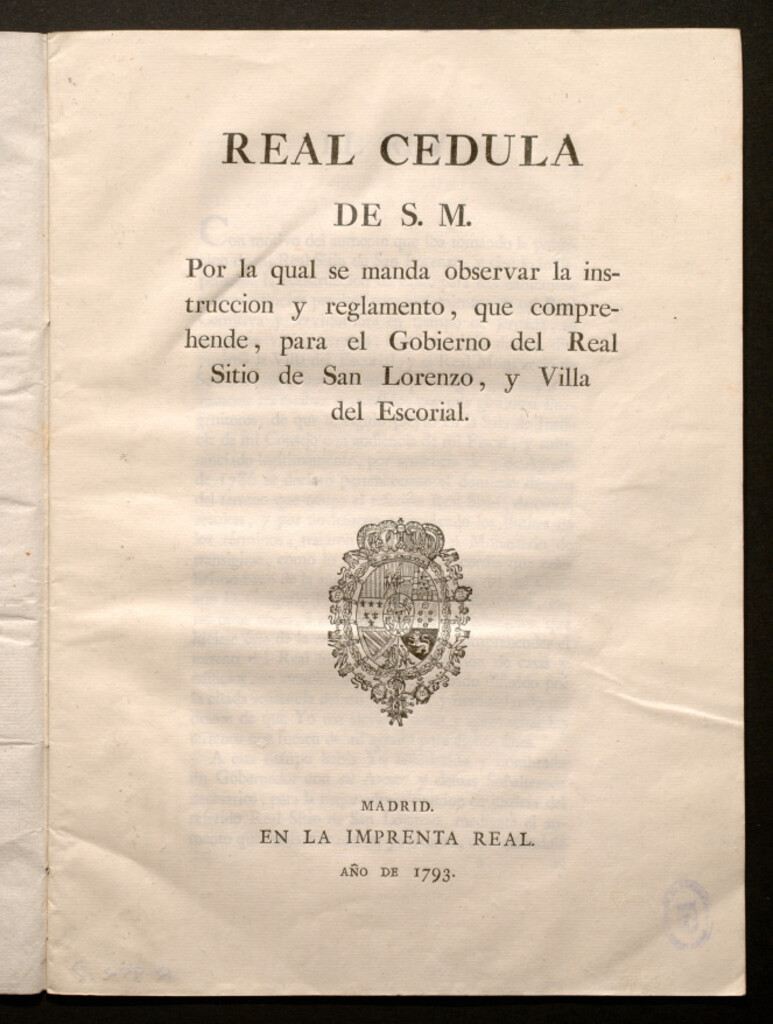 REAL CEDULA
DE S. M.
Por la qual se manda observar la ins-
truccion y reglamento, que compre-
hende, para el Gobierno del Real
Sitio de San Lorenzo, y Villa
del Escorial.
MADRID.
EN LA IMPRENTA REAL.
AÑO DE 1793.